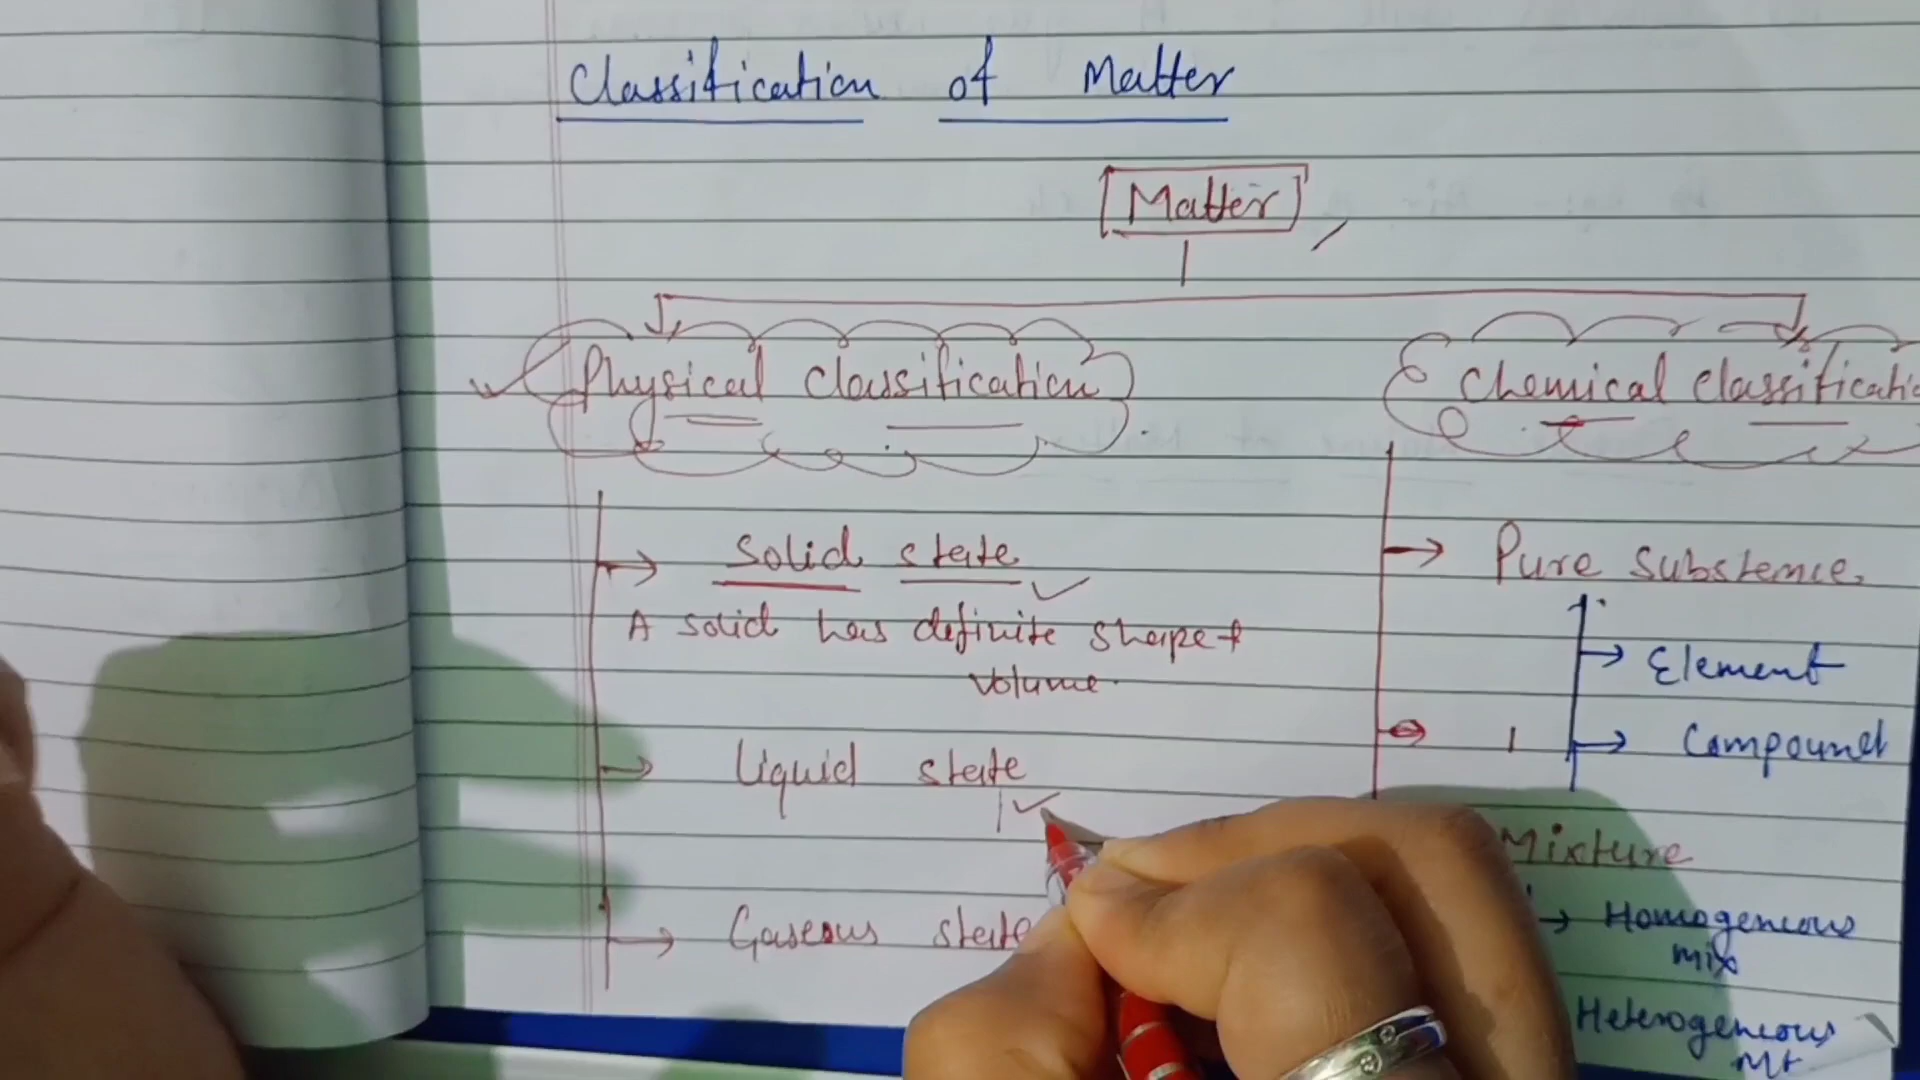 Classification of Matter
Matter
Physical classification
Chemical classificatio
Solid state
A solid has definite shape +
volume.
Liquid state
Gaseous state
Pure Substance.
Element
Compound
Mixture
Homogeneous
mix
Heterogeneous